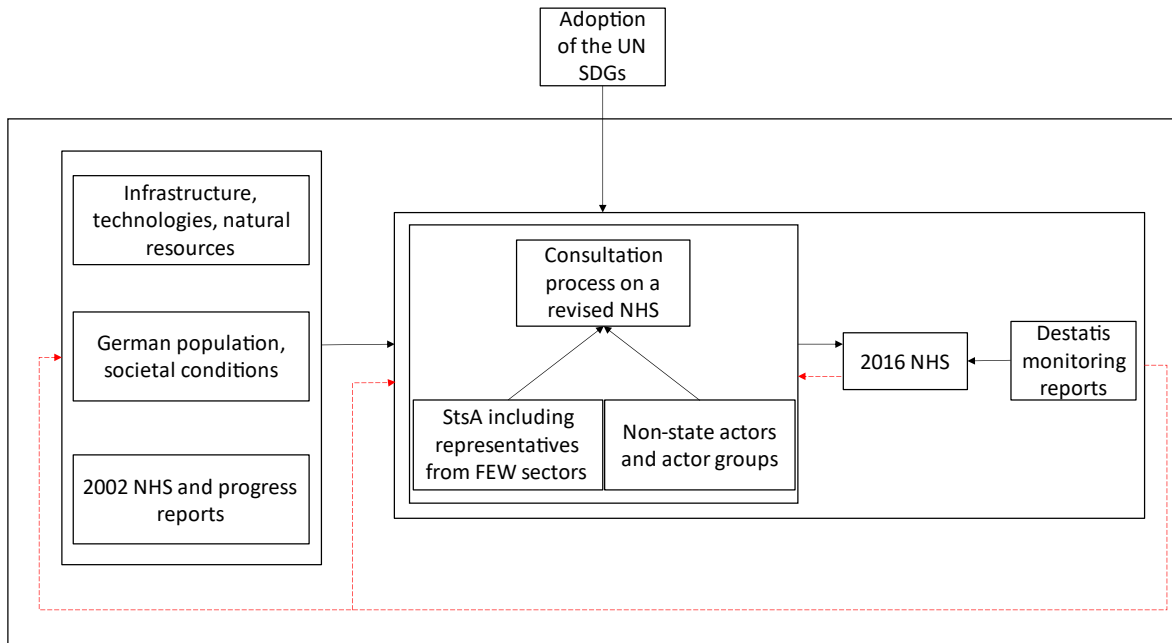 Adoption
of the UN
SDGs
Infrastructure,
technologies, natural
resources
German population,
societal conditions
2002 NHS and progress
reports
Consultation
process on a
revised NHS
StsA including
representatives
from FEW sectors
Non-state actors
and actor groups
2016 NHS
Destatis
monitoring
reports